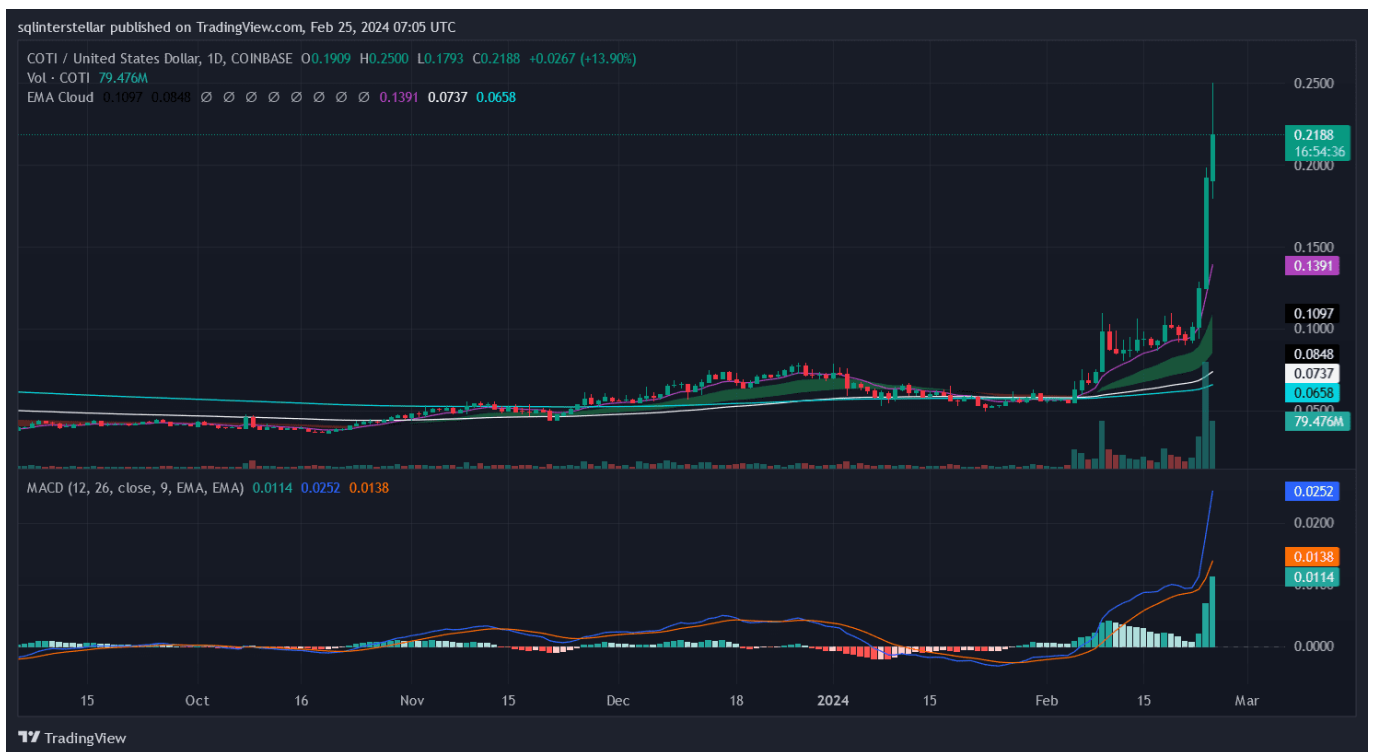 sqlinterstellar published on TradingView.com, Feb 25, 2024 07:05 UTC
COTI / United States Dollar, 1D, COINBASE O0.1909 H0.2500 L0.1793 C0.2188 +0.0267 (+13.90%)
Vol · COTI 79.476M
EMA Cloud 0.1097 0.0848 ∅ ∅ ∅ ∅ ∅ ∅ ∅ ∅ 0.1391 0.0737 0.0658
0.2500
0.2188
16:54:36
0.2000
0.1500
0.1391
0.1097
0.1000
0.0848
0.0737
0.0658
0.0500
79.476M
MACD (12, 26, close, 9, EMA, EMA) 0.0114 0.0252 0.0138
0.0252
0.0200
0.0138
0.0114
0.0100
0.0000
15 Oct 16 Nov 15 Dec 18 2024 15 Feb 15 Mar
TradingView